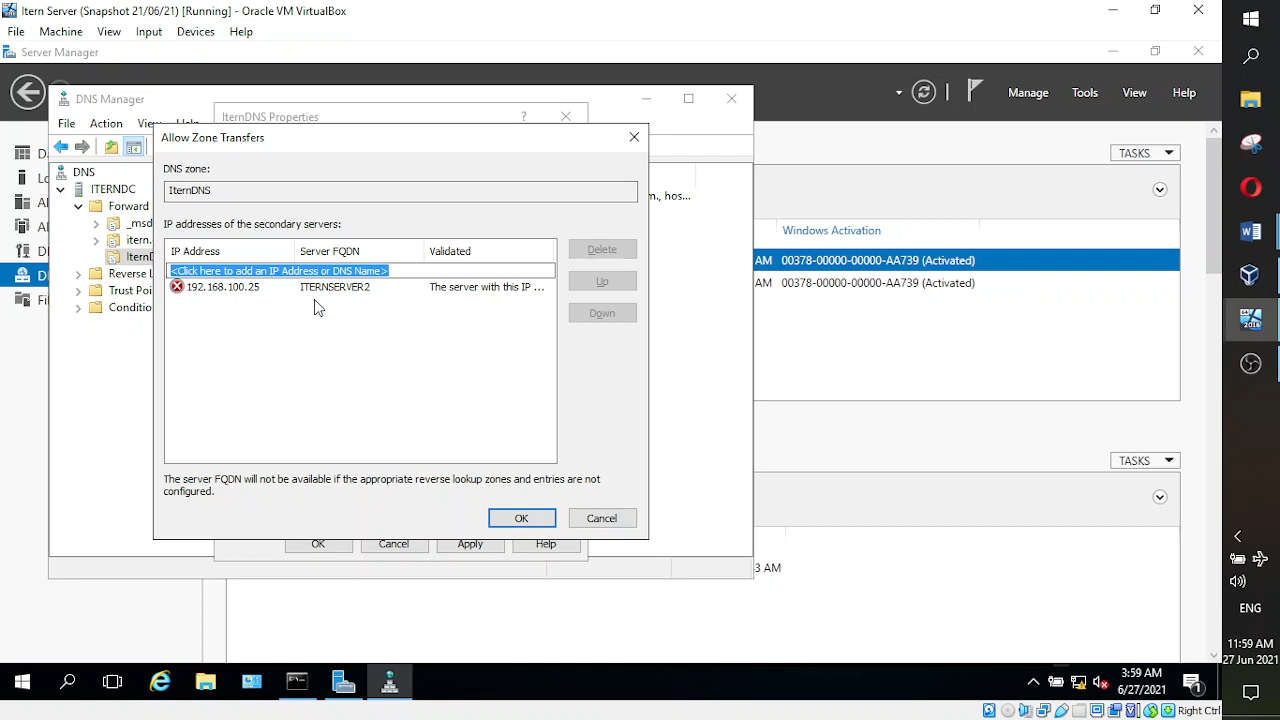 Itern Server (Snapshot 21/06/21) [Running] - Oracle VM VirtualBox
File Machine View Input Devices Help
Server Manager
Manage Tools View Help
DNS Manager
File Action
IternDNS Properties
?
Allow Zone Transfers
DNS zone:
IternDNS
IP addresses of the secondary servers:
IP Address Server FQDN Validated
<Click here to add an IP Address or DNS Name>
192.168.100.25 ITERNSERVER2 The server with this IP ...
Delete
Up
Down
The server FQDN will not be available if the appropriate reverse lookup zones and entries are not
configured.
OK Cancel
OK Cancel Apply Help
DNS
ITERNDC
Forward
_msd
itern.
IternD
Reverse L
Trust Poi
Condition
m., hos...
TASKS
Windows Activation
AM 00378-00000-00000-AA739 (Activated)
AM 00378-00000-00000-AA739 (Activated)
TASKS
3 AM
3:59 AM
6/27/2021
1
Right Ctrl
2016
ENG
11:59 AM
27 Jun 2021